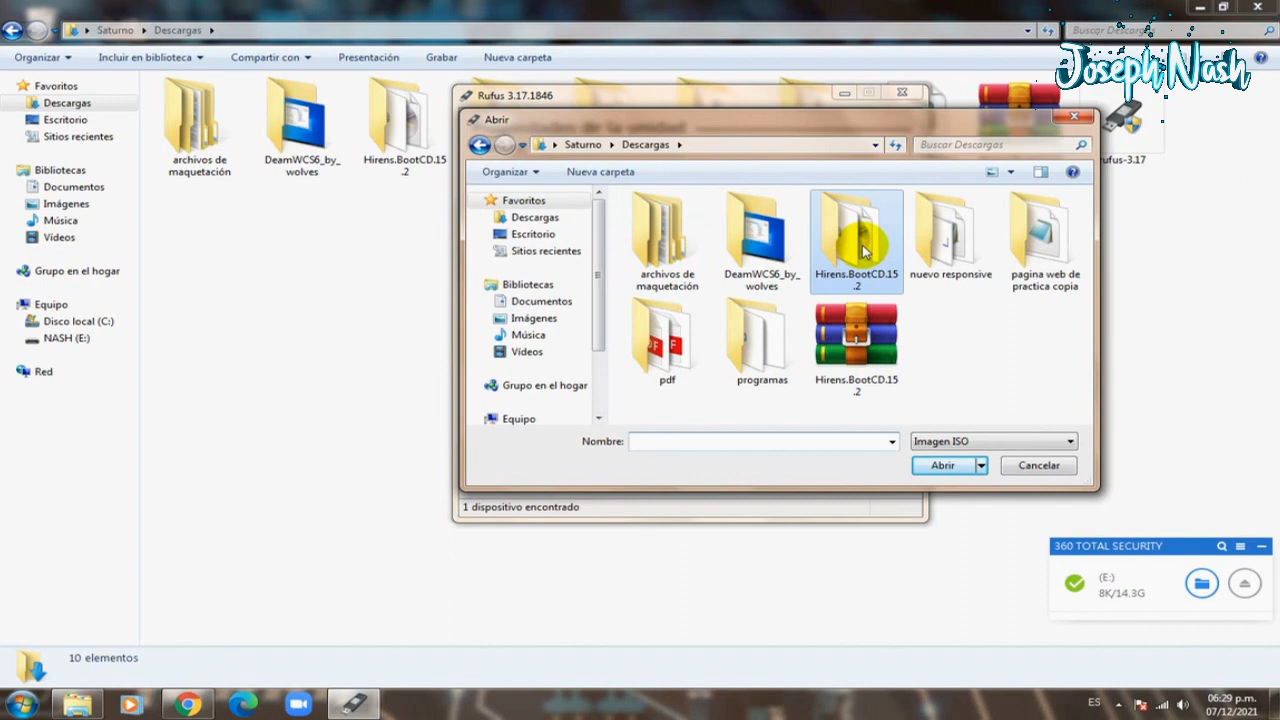 Saturno
Descargas
Buscar Descargas
Joseph Nash
Organizar
Incluir en biblioteca
Compartir con
Presentación
Grabar
Nueva carpeta
Favoritos
Descargas
Escritorio
Sitios recientes
Bibliotecas
Documentos
Imágenes
Música
Vídeos
Grupo en el hogar
Equipo
Disco local (C:)
NASH (E:)
Red
archivos de
maquetación
DeamWCS6_by_
wolves
Hirens.BootCD.15
.2
rufus-3.17
Rufus 3.17.1846
Abrir
Saturno
Descargas
Buscar Descargas
Organizar
Nueva carpeta
Favoritos
Descargas
Escritorio
Sitios recientes
Bibliotecas
Documentos
Imágenes
Música
Vídeos
Grupo en el hogar
Equipo
archivos de
maquetación
DeamWCS6_by_
wolves
Hirens.BootCD.15
.2
nuevo responsive
pagina web de
practica copia
pdf
programas
Hirens.BootCD.15
.2
Nombre:
Imagen ISO
Abrir
Cancelar
1 dispositivo encontrado
360 TOTAL SECURITY
(E:)
8K/14.3G
10 elementos
ES
06:29 p.m.
07/12/2021